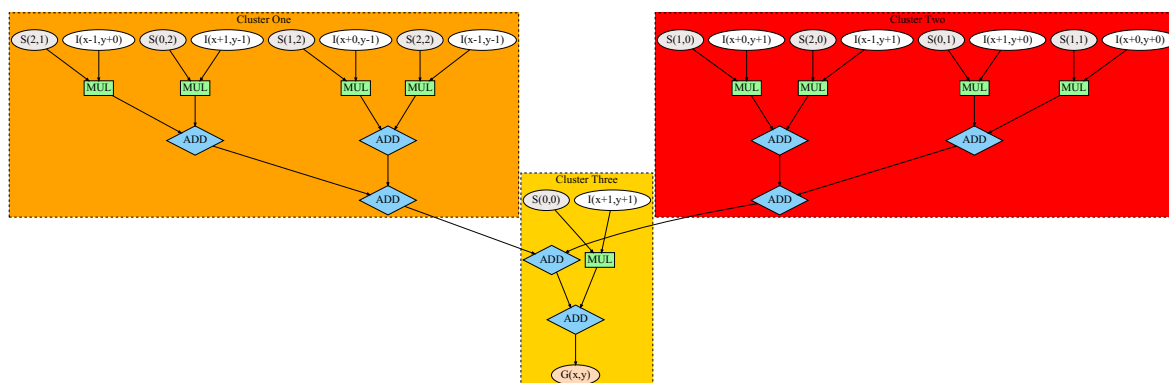 Cluster One
S(2,1) I(x-1,y+0) S(0,2) I(x+1,y-1) S(1,2) I(x+0,y-1) S(2,2) I(x-1,y-1)
MUL MUL MUL MUL
ADD ADD
ADD
Cluster Two
S(1,0) I(x+0,y+1) S(2,0) I(x-1,y+1) S(0,1) I(x+1,y+0) S(1,1) I(x+0,y+0)
MUL MUL MUL MUL
ADD ADD
ADD
Cluster Three
S(0,0) I(x+1,y+1)
ADD MUL
ADD
G(x,y)